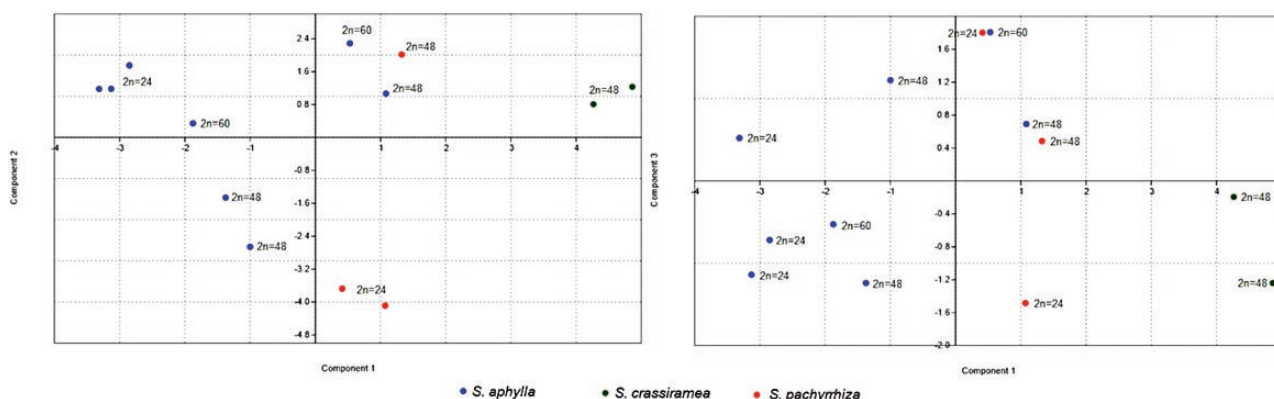 2n=60
2n=48
2.4
2n=24
1.6
2n=48
2n=48
0.8
2n=60
-4 -3 -2 -1 1 2 3 4
-0.8
2n=48
-1.6
2n=48
-2.4
-3.2
2n=24
-4.0
-4.8
Component 2
Component 1
2n=24 2n=60
1.6
2n=48
1.2
0.8
2n=48
2n=24
0.4
2n=48
-4 -3 -2 -1 1 2 3 4
2n=48
-0.4
2n=60
2n=24
-0.8
2n=24
2n=48
-1.2
2n=48
2n=24
-1.6
-2.0
Component 3
Component 1
S. aphylla S. crassiramea S. pachyrrhiza